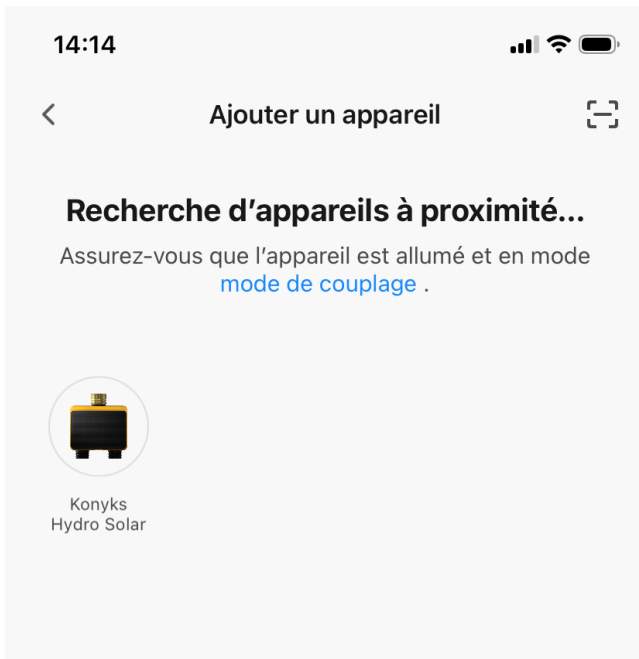 14:14
Ajouter un appareil
Recherche d’appareils à proximité...
Assurez-vous que l’appareil est allumé et en mode
mode de couplage .
Konyks
Hydro Solar